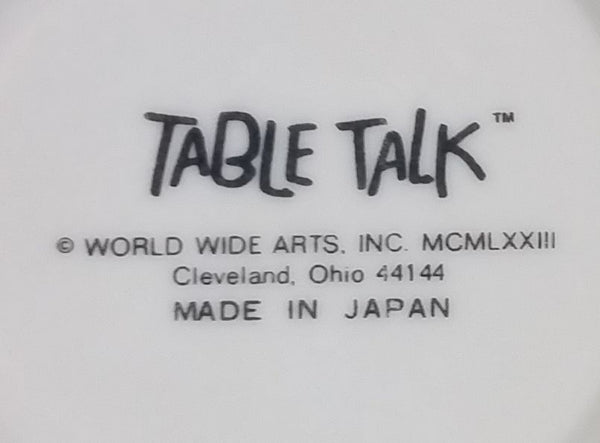 TABLE TALK™
© WORLD WIDE ARTS, INC. MCMLXXIII
Cleveland, Ohio 44144
MADE IN JAPAN